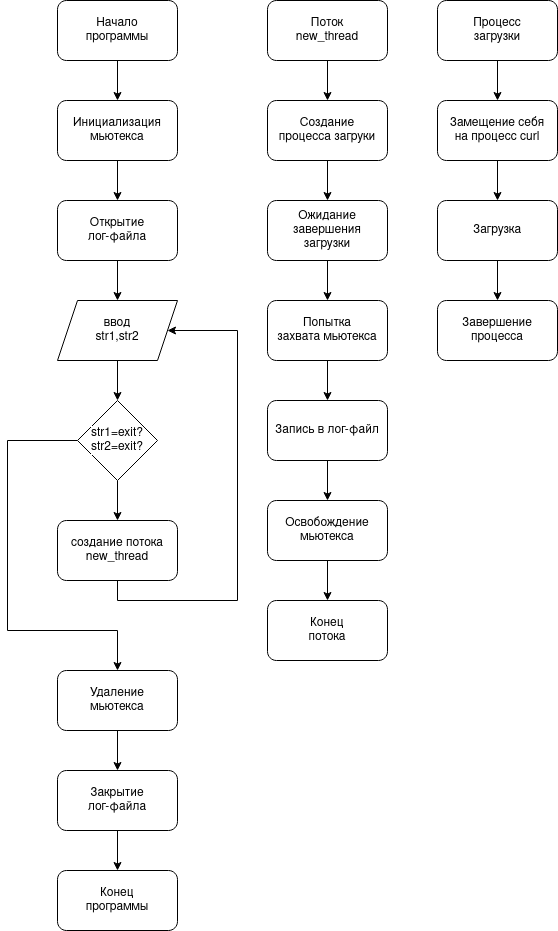 Начало
программы
Инициализация
мьютекса
Открытие
лог-файла
ввод
str1,str2
str1=exit?
str2=exit?
создание потока
new_thread
Удаление
мьютекса
Закрытие
лог-файла
Конец
программы
Поток
new_thread
Создание
процесса загруки
Ожидание
завершения
загрузки
Попытка
захвата мьютекса
Запись в лог-файл
Освобождение
мьютекса
Конец
потока
Процесс
загрузки
Замещение себя
на процесс curl
Загрузка
Завершение
процесса